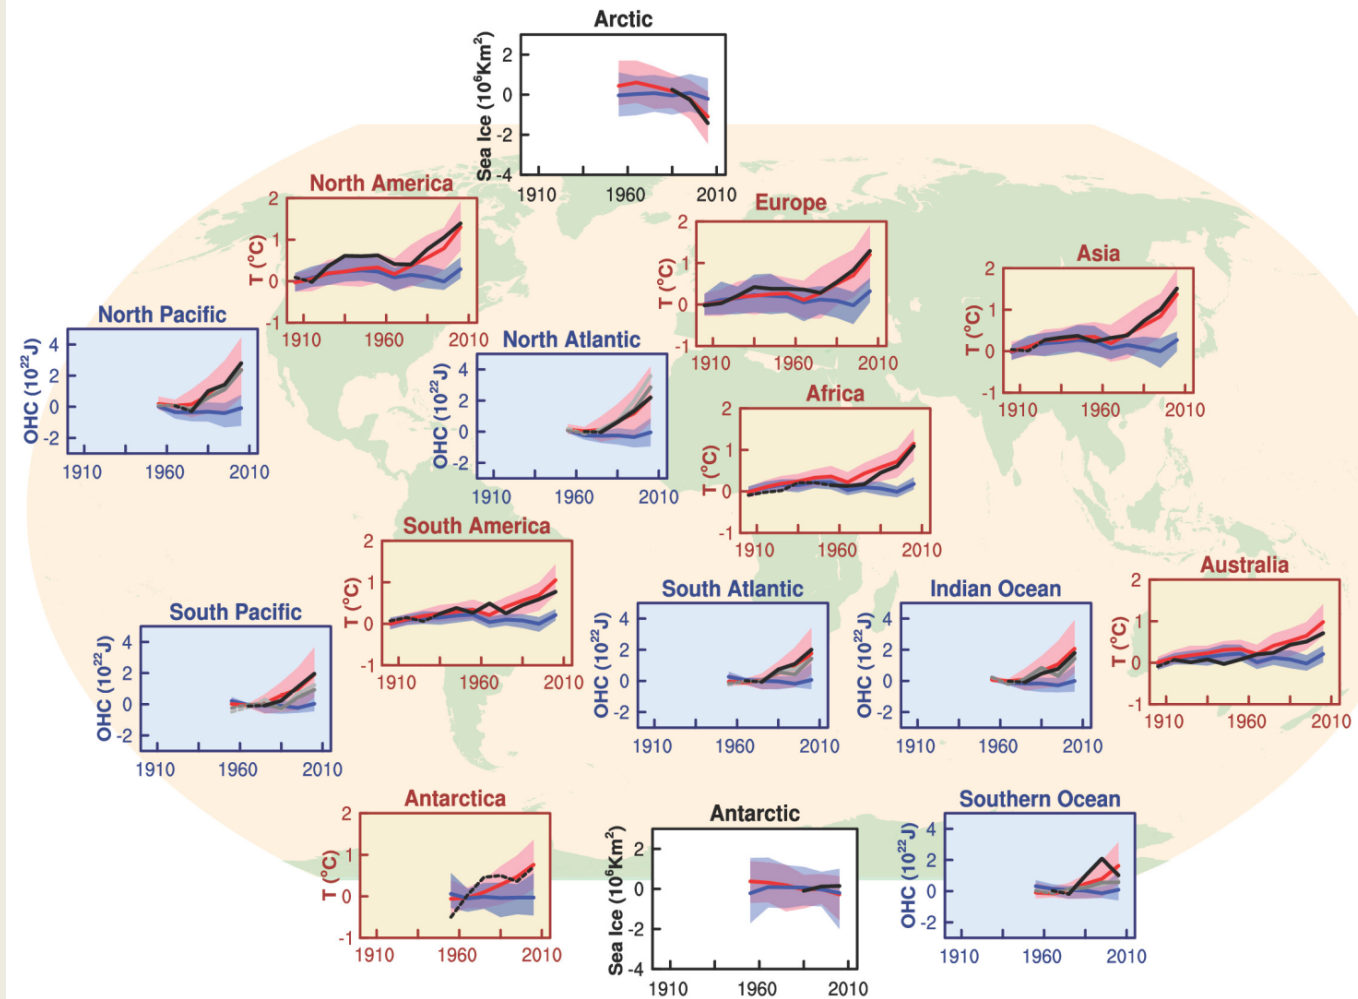 Arctic
Sea Ice (10⁶Km²)
2
0
-2
-4
1910 1960 2010
North America
T (°C)
2
1
0
-1
1910 1960 2010
Europe
T (°C)
2
1
0
-1
1910 1960 2010
Asia
T (°C)
2
1
0
-1
1910 1960 2010
North Pacific
OHC (10²²J)
4
2
0
-2
1910 1960 2010
North Atlantic
OHC (10²²J)
4
2
0
-2
1910 1960 2010
Africa
T (°C)
2
1
0
-1
1910 1960 2010
South America
T (°C)
2
1
0
-1
1910 1960 2010
South Pacific
OHC (10²²J)
4
2
0
-2
1910 1960 2010
South Atlantic
OHC (10²²J)
4
2
0
-2
1910 1960 2010
Indian Ocean
OHC (10²²J)
4
2
0
-2
1910 1960 2010
Australia
T (°C)
2
1
0
-1
1910 1960 2010
Antarctica
T (°C)
2
1
0
-1
1910 1960 2010
Antarctic
Sea Ice (10⁶Km²)
2
0
-2
-4
1910 1960 2010
Southern Ocean
OHC (10²²J)
4
2
0
-2
1910 1960 2010